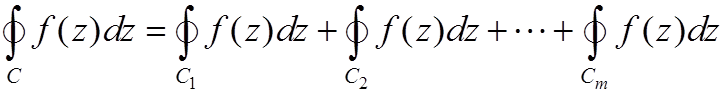 ∮_C f(z)dz = ∮_{C_1} f(z)dz + ∮_{C_2} f(z)dz + ⋯ + ∮_{C_m} f(z)dz